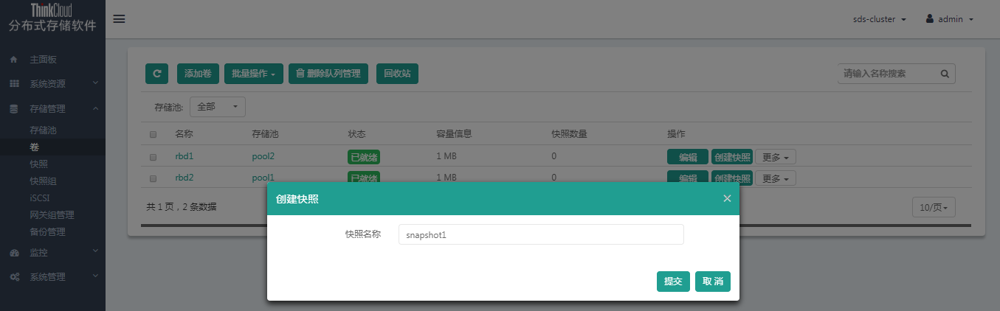 ThinkCloud
分布式存储软件
sds-cluster
admin
主面板
系统资源
存储管理
存储池
卷
快照
快照组
iSCSI
网关组管理
备份管理
监控
系统管理
添加卷 批量操作 删除队列管理 回收站 请输入名称搜索
存储池: 全部
名称 存储池 状态 容量信息 快照数量 操作
rbd1 pool2 已就绪 1 MB 0 编辑 创建快照 更多
rbd2 pool1 已就绪 1 MB 0 编辑 创建快照 更多
共 1 页，2 条数据 10/页
创建快照 ×
快照名称 snapshot1
提交 取 消